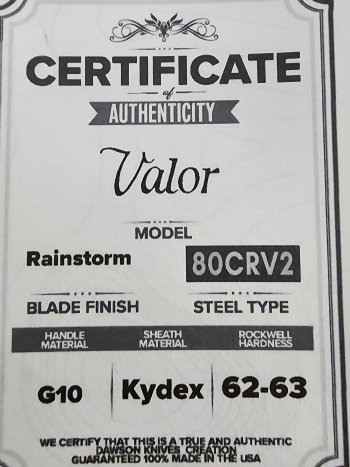 CERTIFICATE
of
AUTHENTICITY
Valor
MODEL
Rainstorm 80CRV2
BLADE FINISH STEEL TYPE
HANDLE MATERIAL SHEATH MATERIAL ROCKWELL HARDNESS
G10 Kydex 62-63
WE CERTIFY THAT THIS IS A TRUE AND AUTHENTIC
DAWSON KNIVES CREATION
GUARANTEED 100% MADE IN THE USA